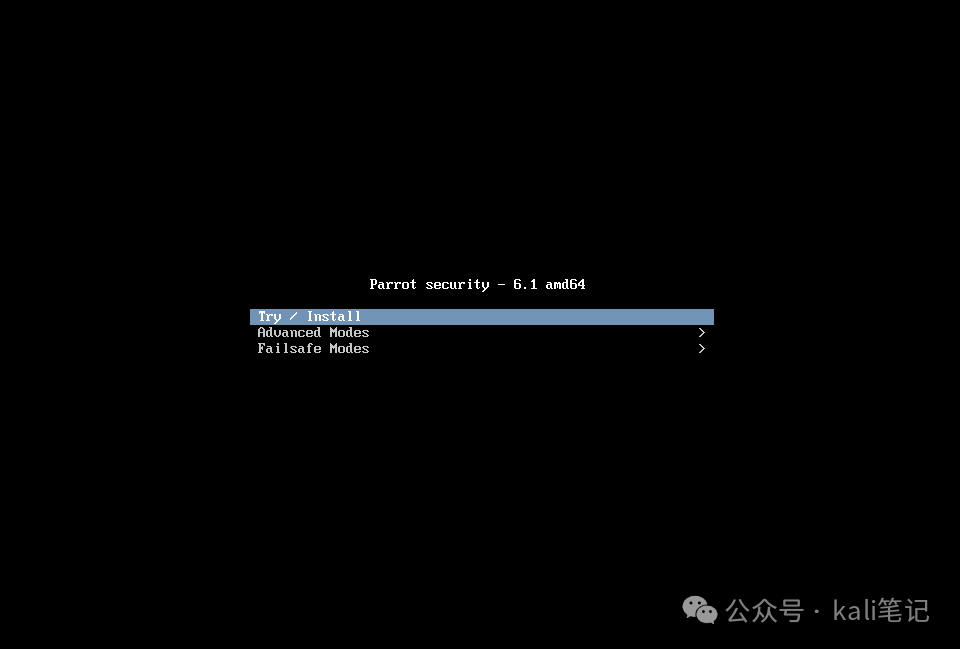 Parrot security - 6.1 amd64
Try / Install
Advanced Modes >
Failsafe Modes >
公众号 · kali笔记